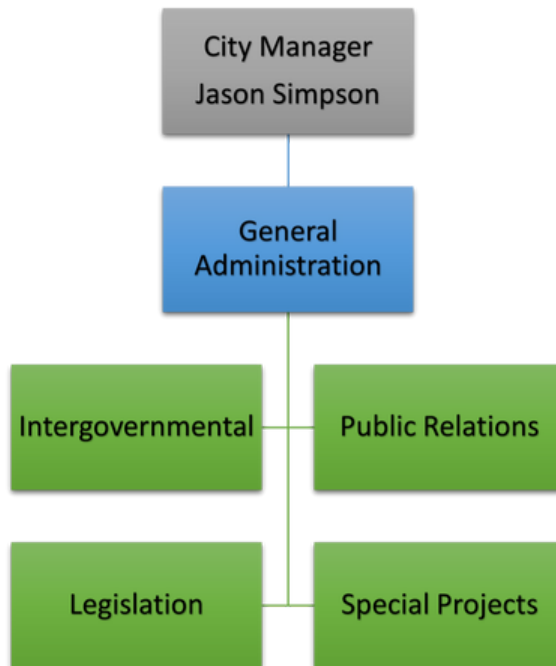 City Manager
Jason Simpson
General
Administration
Intergovernmental
Public Relations
Legislation
Special Projects